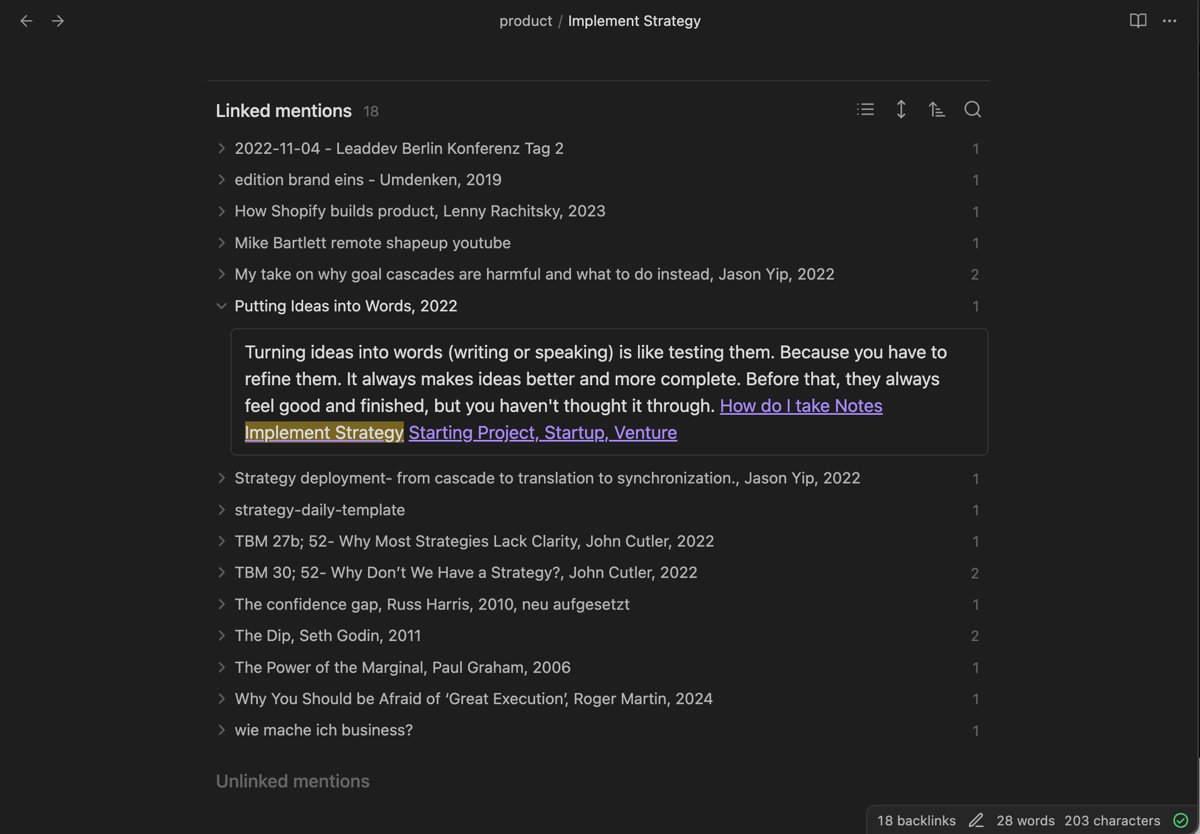 product / Implement Strategy
Linked mentions 18
2022-11-04 - Leaddev Berlin Konferenz Tag 2 1
edition brand eins - Umdenken, 2019 1
How Shopify builds product, Lenny Rachitsky, 2023 1
Mike Bartlett remote shapeup youtube 1
My take on why goal cascades are harmful and what to do instead, Jason Yip, 2022 2
Putting Ideas into Words, 2022 1
Turning ideas into words (writing or speaking) is like testing them. Because you have to
refine them. It always makes ideas better and more complete. Before that, they always
feel good and finished, but you haven't thought it through. How do I take Notes
Implement Strategy Starting Project, Startup, Venture
Strategy deployment- from cascade to translation to synchronization., Jason Yip, 2022 1
strategy-daily-template 1
TBM 27b; 52- Why Most Strategies Lack Clarity, John Cutler, 2022 1
TBM 30; 52- Why Don’t We Have a Strategy?, John Cutler, 2022 2
The confidence gap, Russ Harris, 2010, neu aufgesetzt 1
The Dip, Seth Godin, 2011 2
The Power of the Marginal, Paul Graham, 2006 1
Why You Should be Afraid of ‘Great Execution’, Roger Martin, 2024 1
wie mache ich business? 1
Unlinked mentions
18 backlinks 28 words 203 characters